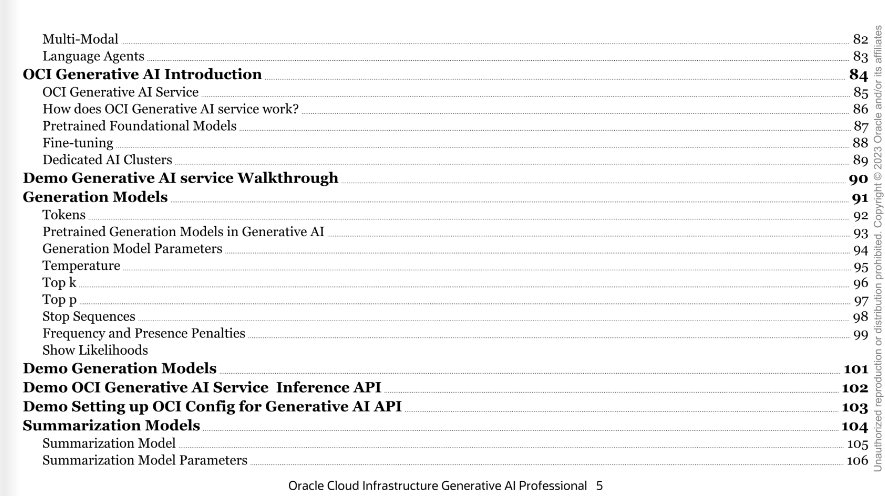 Multi-Modal 82
Language Agents 83
OCI Generative AI Introduction 84
OCI Generative AI Service 85
How does OCI Generative AI service work? 86
Pretrained Foundational Models 87
Fine-tuning 88
Dedicated AI Clusters 89
Demo Generative AI service Walkthrough 90
Generation Models 91
Tokens 92
Pretrained Generation Models in Generative AI 93
Generation Model Parameters 94
Temperature 95
Top k 96
Top p 97
Stop Sequences 98
Frequency and Presence Penalties 99
Show Likelihoods
Demo Generation Models 101
Demo OCI Generative AI Service  Inference API 102
Demo Setting up OCI Config for Generative AI API 103
Summarization Models 104
Summarization Model 105
Summarization Model Parameters 106
Oracle Cloud Infrastructure Generative AI Professional 5
Unauthorized reproduction or distribution prohibited. Copyright © 2023 Oracle and/or its affiliates